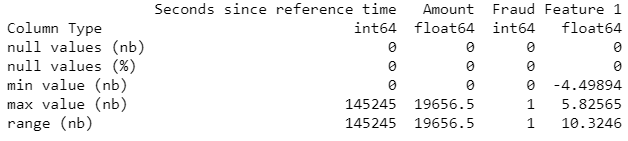 Seconds since reference time Amount Fraud Feature 1
Column Type int64 float64 int64 float64
null values (nb) 0 0 0 0
null values (%) 0 0 0 0
min value (nb) 0 0 0 -4.49894
max value (nb) 145245 19656.5 1 5.82565
range (nb) 145245 19656.5 1 10.3246